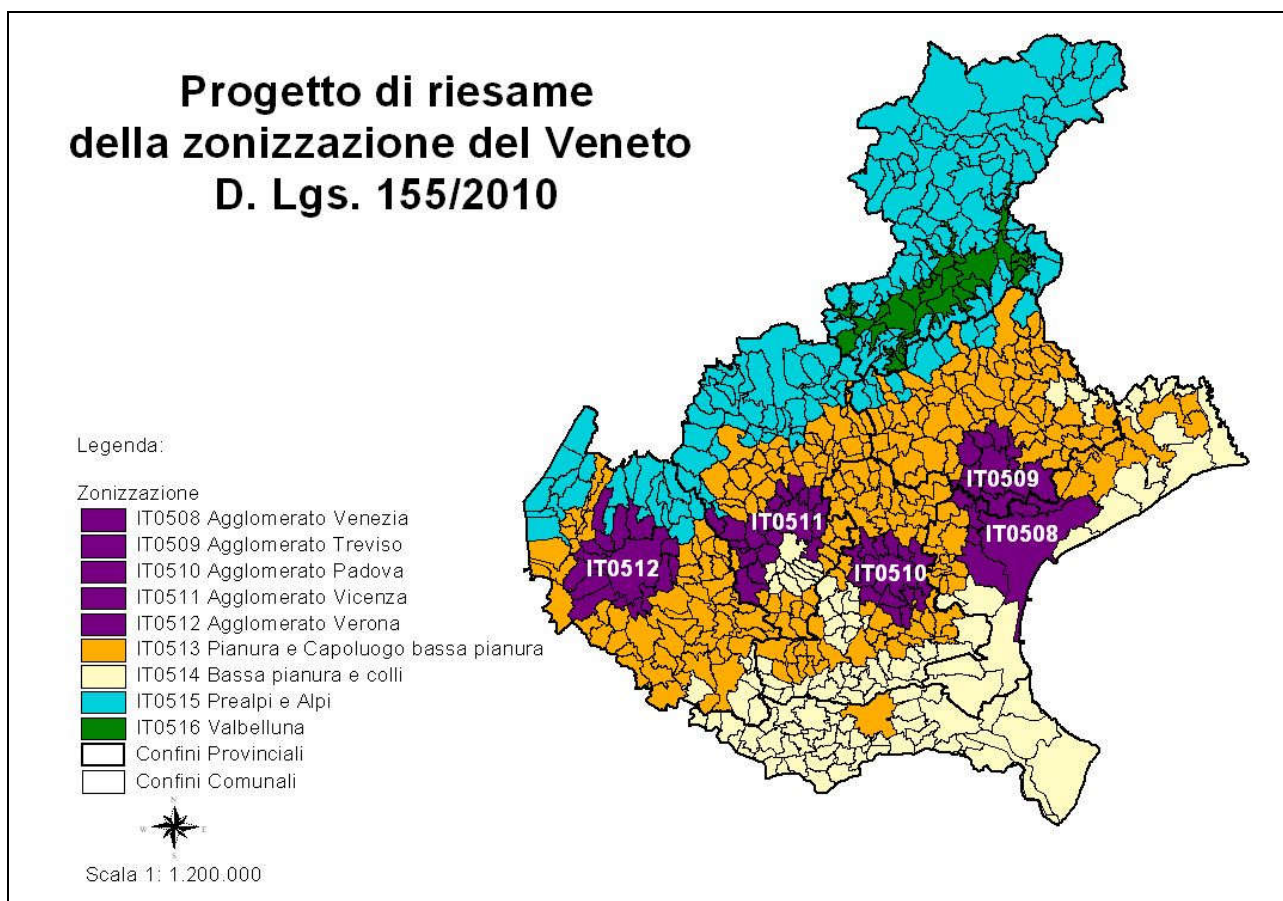 Progetto di riesame
della zonizzazione del Veneto
D. Lgs. 155/2010
IT0509
IT0511
IT0508
IT0512
IT0510
Legenda:
Zonizzazione
IT0508 Agglomerato Venezia
IT0509 Agglomerato Treviso
IT0510 Agglomerato Padova
IT0511 Agglomerato Vicenza
IT0512 Agglomerato Verona
IT0513 Pianura e Capoluogo bassa pianura
IT0514 Bassa pianura e colli
IT0515 Prealpi e Alpi
IT0516 Valbelluna
Confini Provinciali
Confini Comunali
N
W E
S
Scala 1: 1.200.000